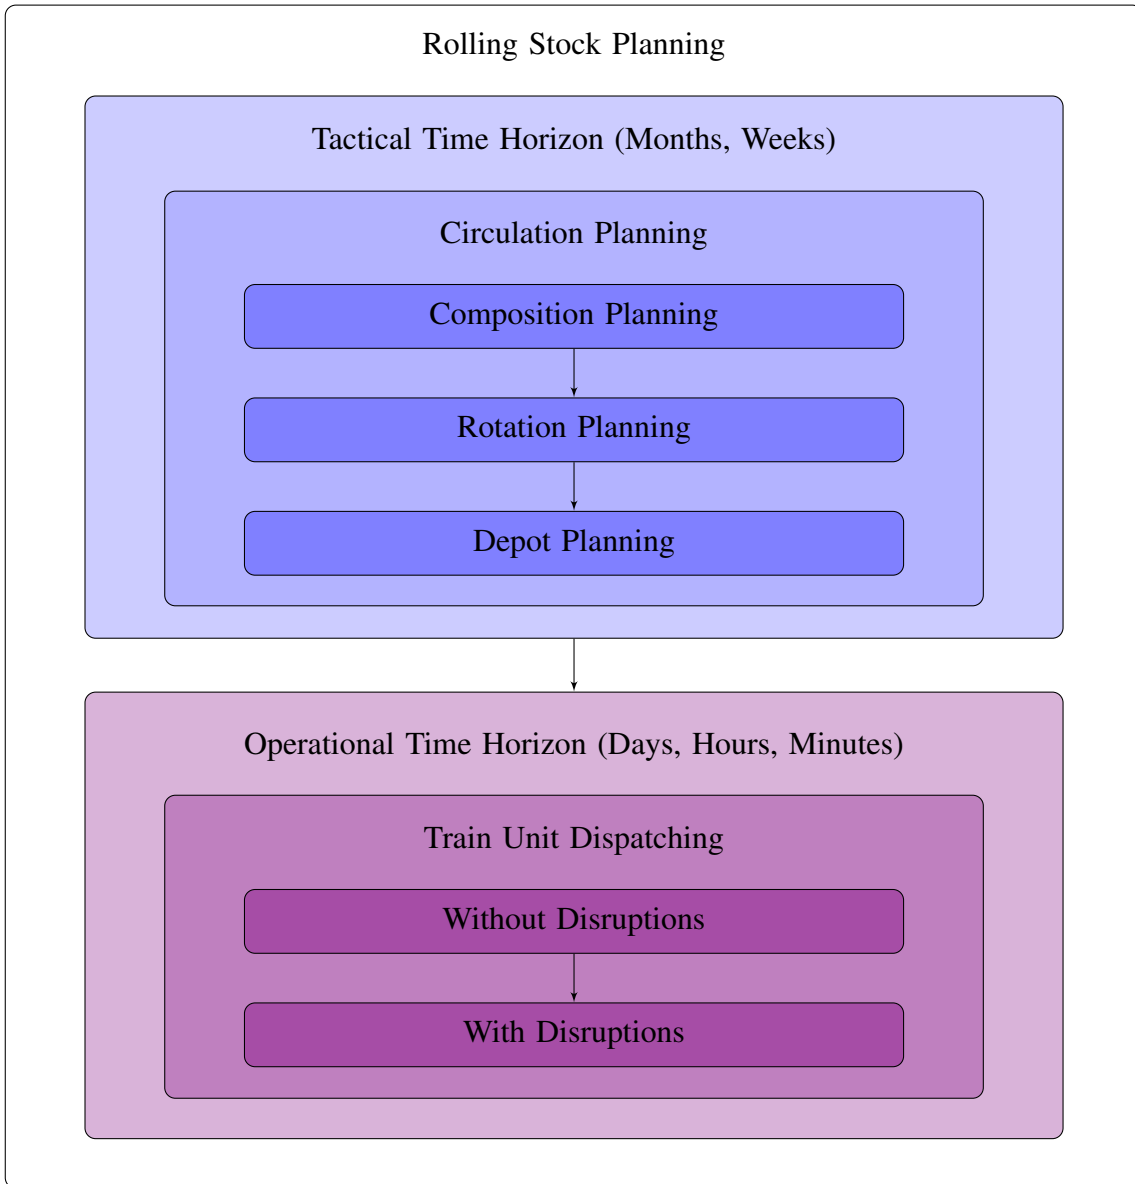 Rolling Stock Planning
Tactical Time Horizon (Months, Weeks)
Circulation Planning
Composition Planning
Rotation Planning
Depot Planning
Operational Time Horizon (Days, Hours, Minutes)
Train Unit Dispatching
Without Disruptions
With Disruptions